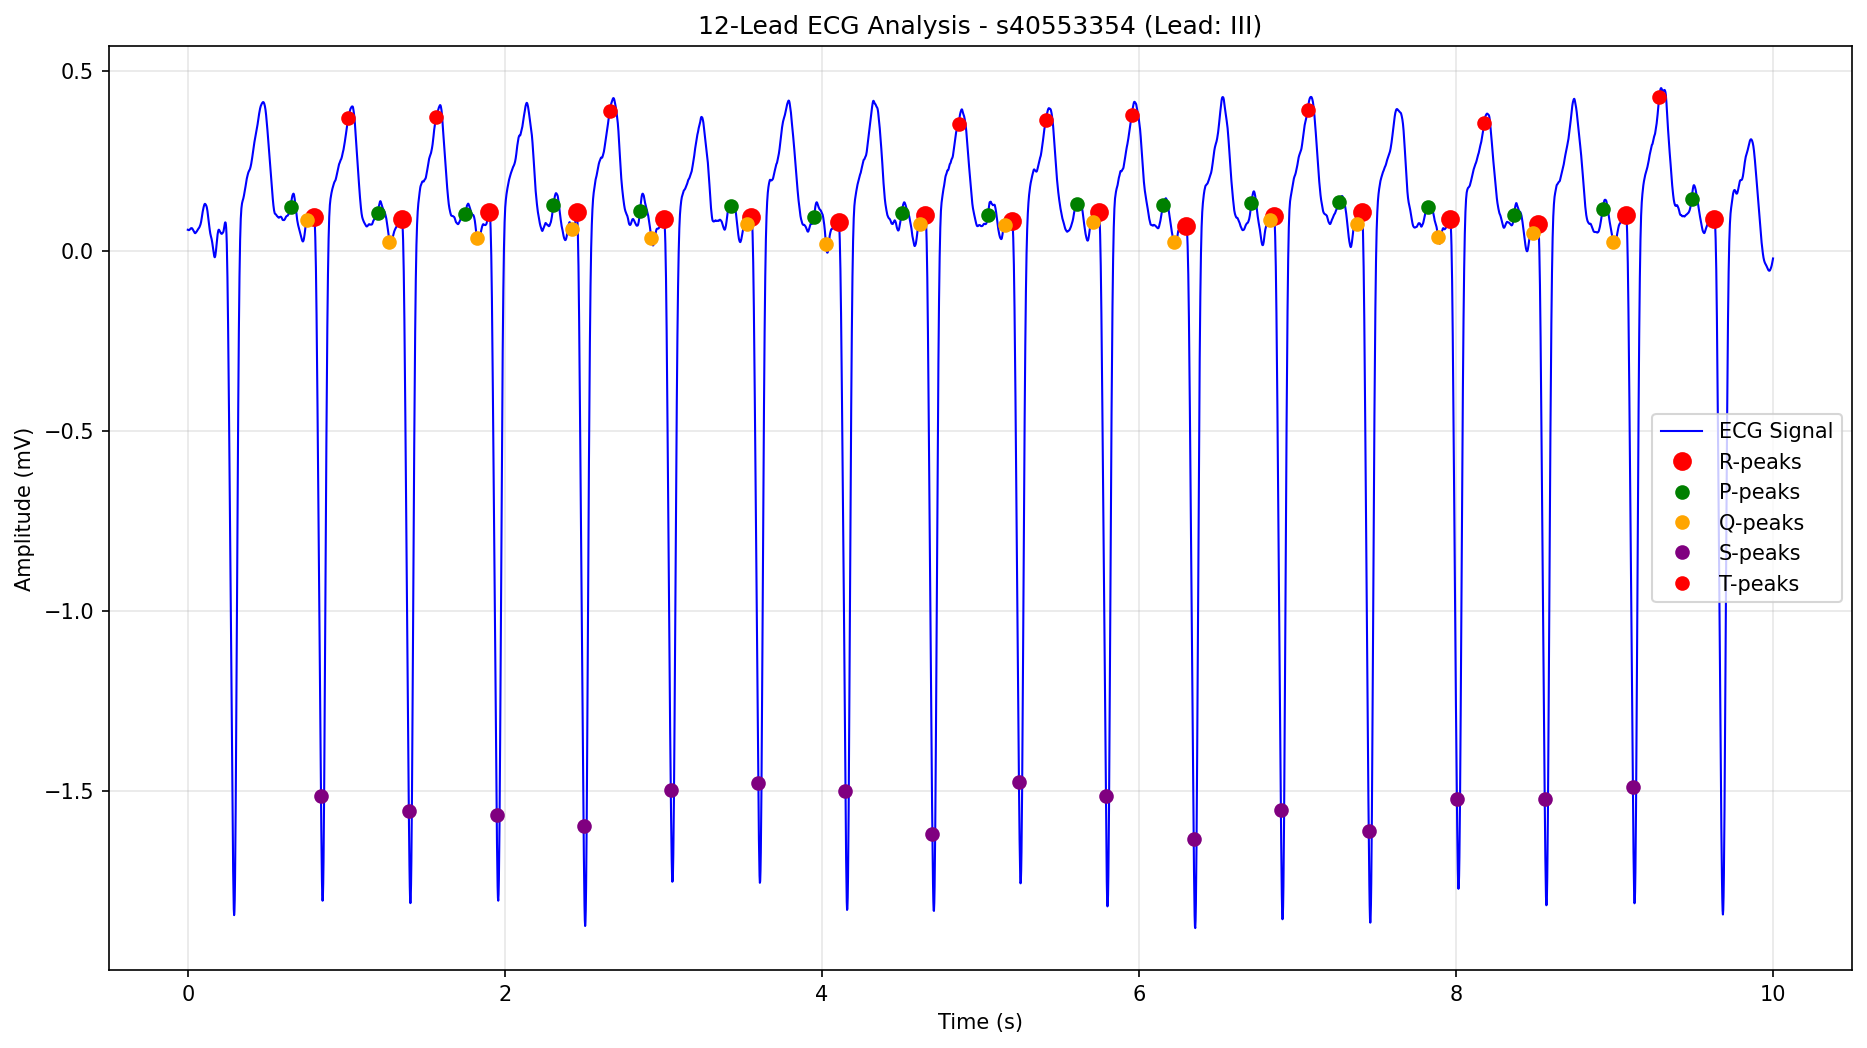 12-Lead ECG Analysis - s40553354 (Lead: III)
Amplitude (mV)
0.5
0.0
−0.5
−1.0
−1.5
ECG Signal
R-peaks
P-peaks
Q-peaks
S-peaks
T-peaks
0 2 4 6 8 10
Time (s)